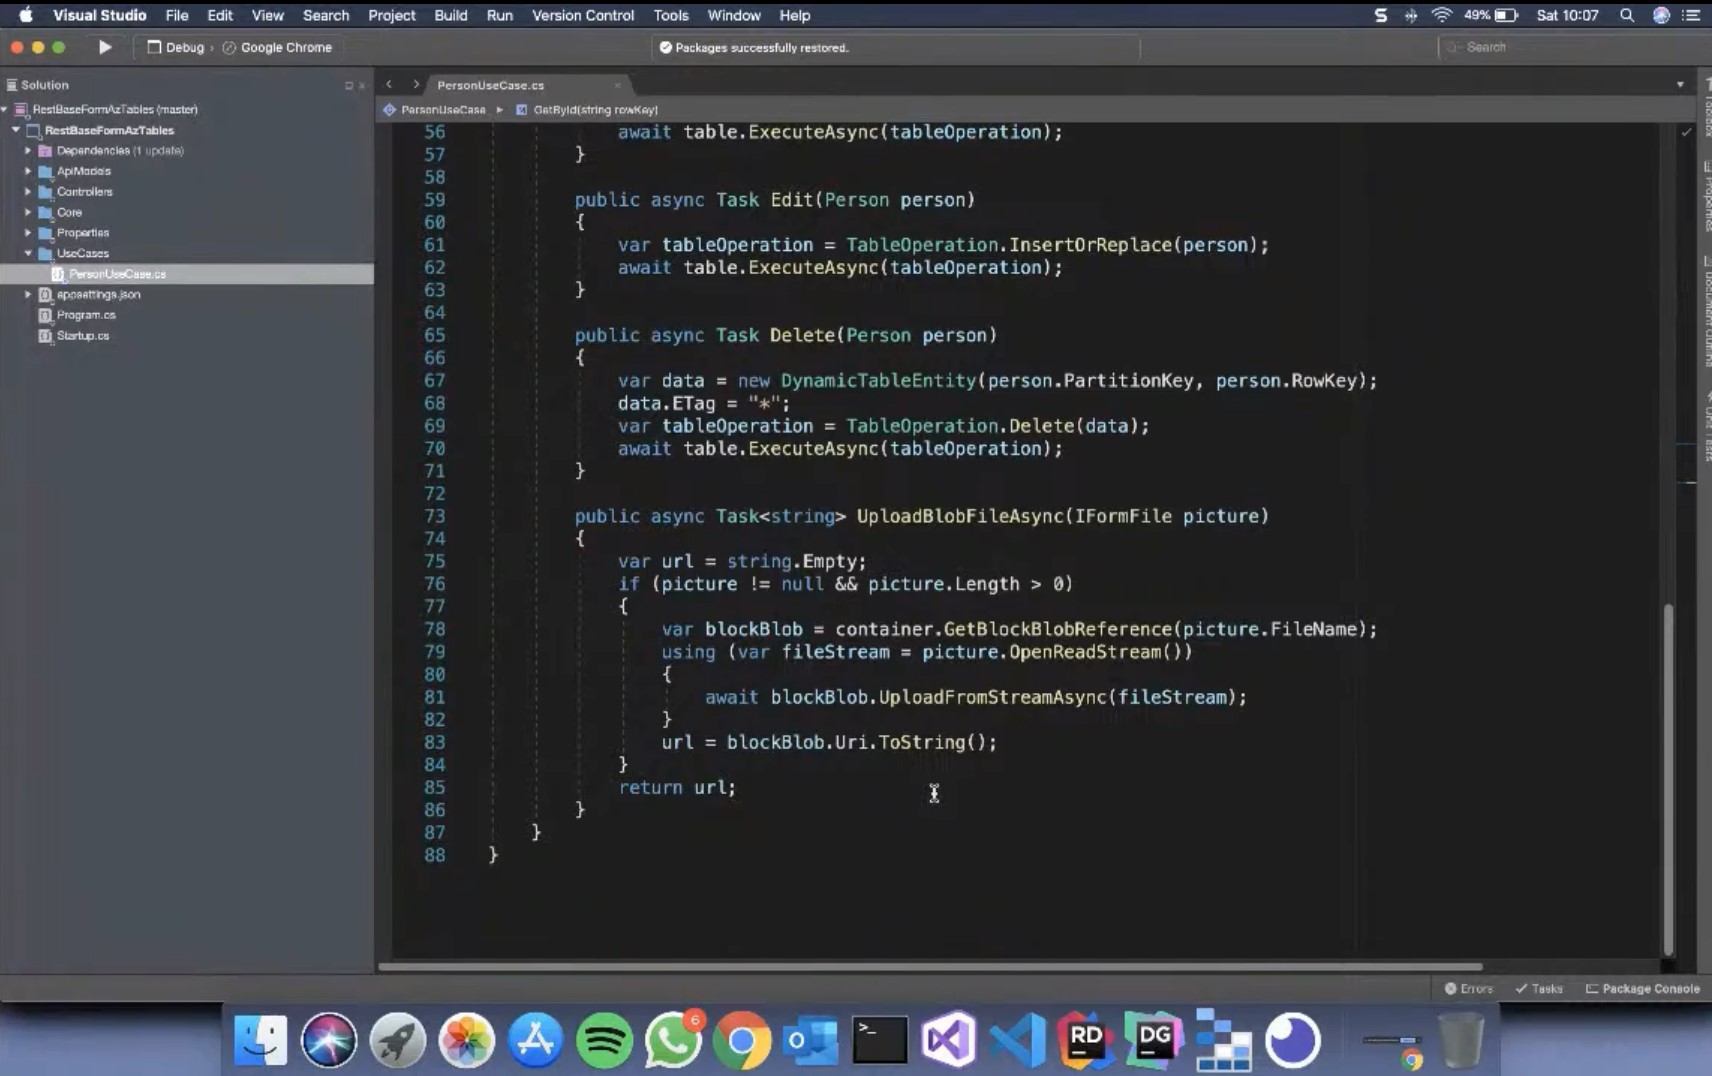 Visual Studio File Edit View Search Project Build Run Version Control Tools Window Help S 49% Sat 10:07
Debug › Google Chrome Packages successfully restored. Search
Solution PersonUseCase.cs
RestBaseFormAzTables (master) PersonUseCase GetById(string rowKey)
RestBaseFormAzTables
Dependencies (1 update)
ApiModels
Controllers
Core
Properties
UseCases
PersonUseCase.cs
appsettings.json
Program.cs
Startup.cs
56 await table.ExecuteAsync(tableOperation);
57 }
58
59 public async Task Edit(Person person)
60 {
61 var tableOperation = TableOperation.InsertOrReplace(person);
62 await table.ExecuteAsync(tableOperation);
63 }
64
65 public async Task Delete(Person person)
66 {
67 var data = new DynamicTableEntity(person.PartitionKey, person.RowKey);
68 data.ETag = "*";
69 var tableOperation = TableOperation.Delete(data);
70 await table.ExecuteAsync(tableOperation);
71 }
72
73 public async Task<string> UploadBlobFileAsync(IFormFile picture)
74 {
75 var url = string.Empty;
76 if (picture != null && picture.Length > 0)
77 {
78 var blockBlob = container.GetBlockBlobReference(picture.FileName);
79 using (var fileStream = picture.OpenReadStream())
80 {
81 await blockBlob.UploadFromStreamAsync(fileStream);
82 }
83 url = blockBlob.Uri.ToString();
84 }
85 return url;
86 }
87 }
88 }
Errors Tasks Package Console
6 >_ RD DG